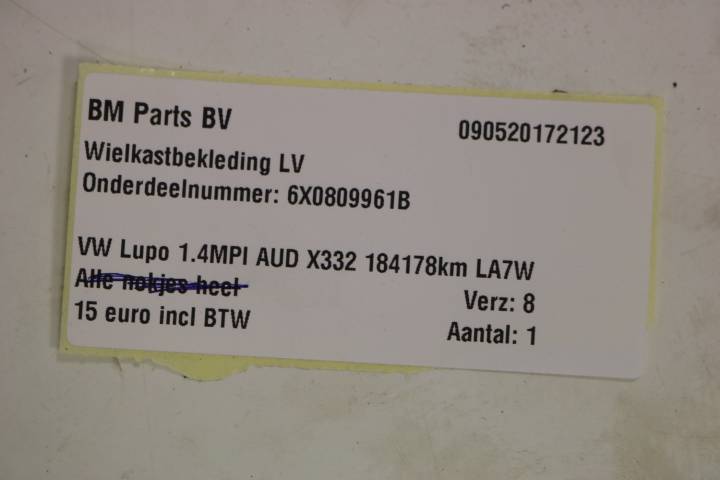 BM Parts BV 090520172123
Wielkastbekleding LV
Onderdeelnummer: 6X0809961B
VW Lupo 1.4MPI AUD X332 184178km LA7W
Alle nokjes heel Verz: 8
15 euro incl BTW Aantal: 1